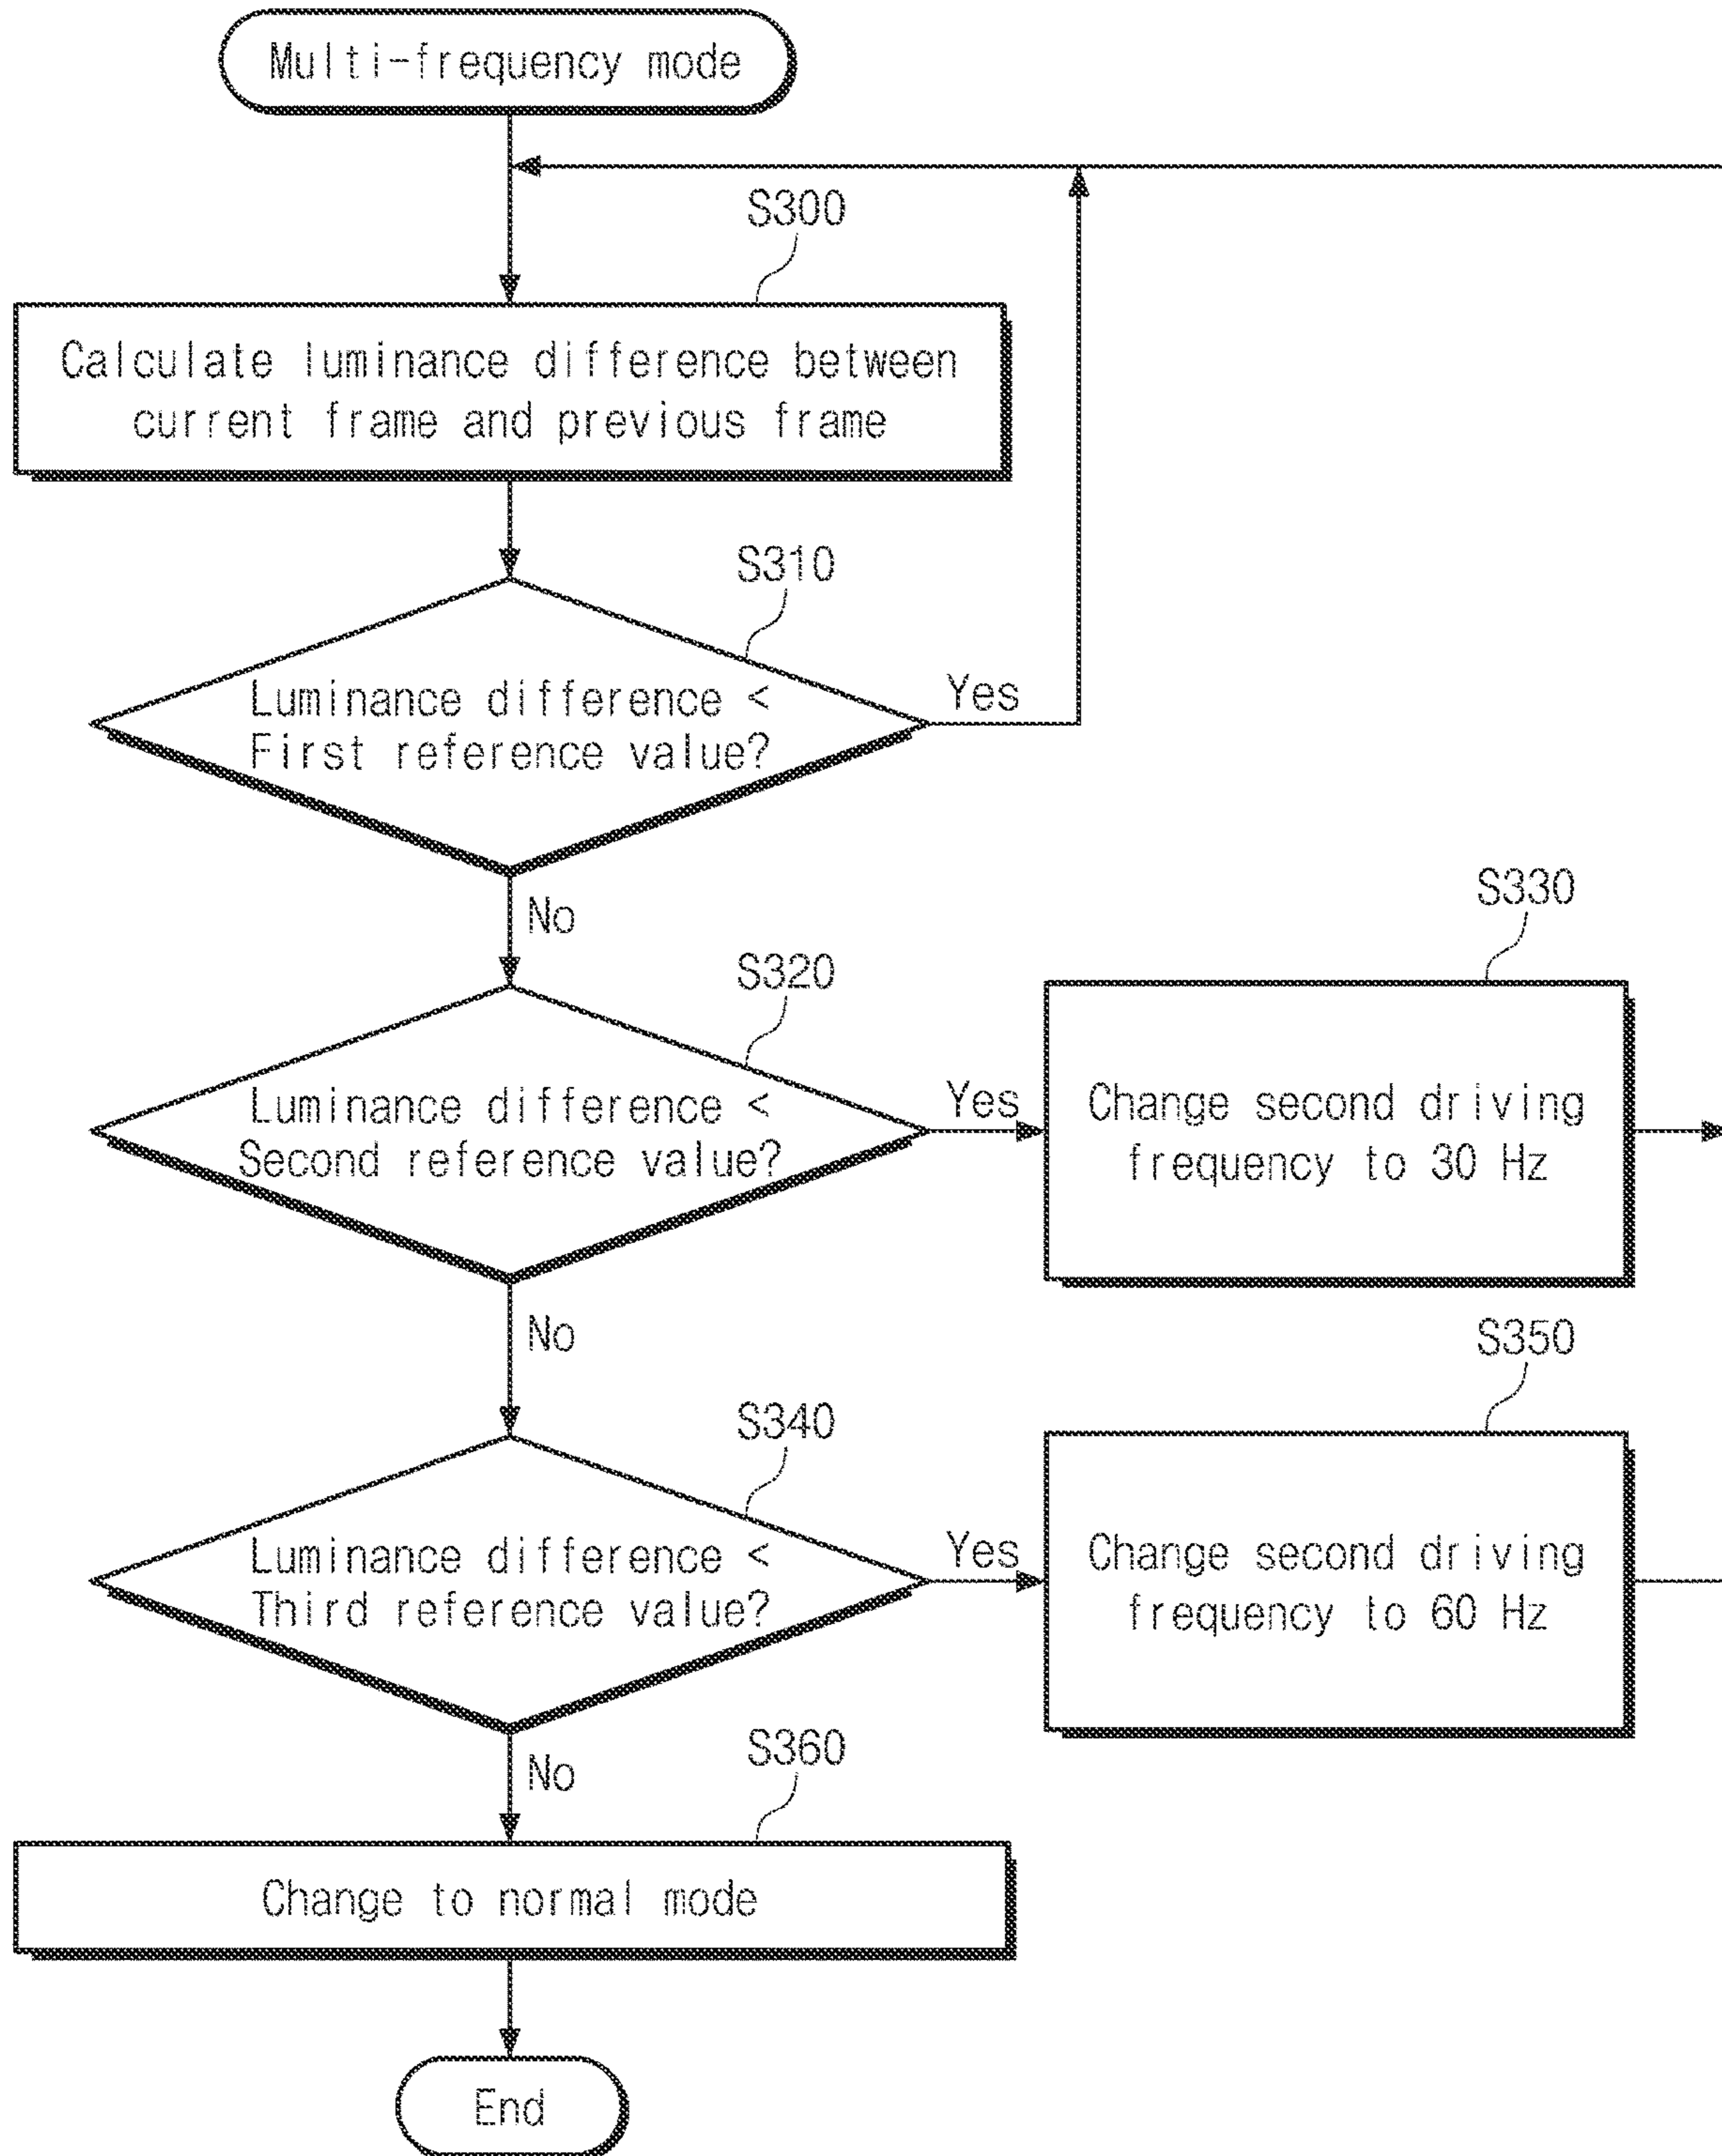 Multi-frequency mode
S300
Calculate luminance difference between
current frame and previous frame
S310
Luminance difference <
First reference value?
Yes
No
S320
Luminance difference <
Second reference value?
Yes
S330
Change second driving
frequency to 30 Hz
No
S340
Luminance difference <
Third reference value?
Yes
S350
Change second driving
frequency to 60 Hz
No
S360
Change to normal mode
End